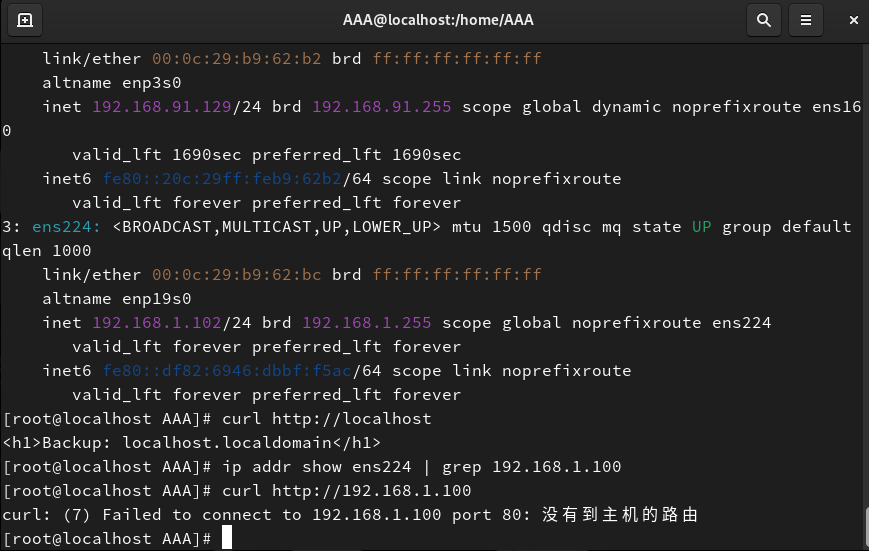 AAA@localhost:/home/AAA
link/ether 00:0c:29:b9:62:b2 brd ff:ff:ff:ff:ff:ff
altname enp3s0
inet 192.168.91.129/24 brd 192.168.91.255 scope global dynamic noprefixroute ens16
0
valid_lft 1690sec preferred_lft 1690sec
inet6 fe80::20c:29ff:feb9:62b2/64 scope link noprefixroute
valid_lft forever preferred_lft forever
3: ens224: <BROADCAST,MULTICAST,UP,LOWER_UP> mtu 1500 qdisc mq state UP group default
qlen 1000
link/ether 00:0c:29:b9:62:bc brd ff:ff:ff:ff:ff:ff
altname enp19s0
inet 192.168.1.102/24 brd 192.168.1.255 scope global noprefixroute ens224
valid_lft forever preferred_lft forever
inet6 fe80::df82:6946:dbbf:f5ac/64 scope link noprefixroute
valid_lft forever preferred_lft forever
[root@localhost AAA]# curl http://localhost
<h1>Backup: localhost.localdomain</h1>
[root@localhost AAA]# ip addr show ens224 | grep 192.168.1.100
[root@localhost AAA]# curl http://192.168.1.100
curl: (7) Failed to connect to 192.168.1.100 port 80: 没有到主机的路由
[root@localhost AAA]#